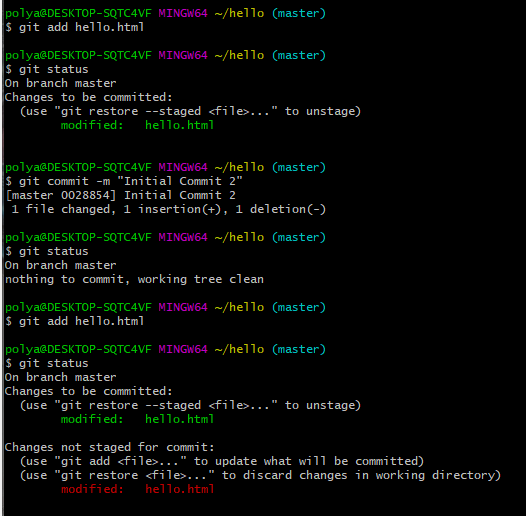 polya@DESKTOP-SQTC4VF MINGW64 ~/hello (master)
$ git add hello.html
polya@DESKTOP-SQTC4VF MINGW64 ~/hello (master)
$ git status
On branch master
Changes to be committed:
  (use "git restore --staged <file>..." to unstage)
        modified:   hello.html
polya@DESKTOP-SQTC4VF MINGW64 ~/hello (master)
$ git commit -m "Initial Commit 2"
[master 0028854] Initial Commit 2
 1 file changed, 1 insertion(+), 1 deletion(-)
polya@DESKTOP-SQTC4VF MINGW64 ~/hello (master)
$ git status
On branch master
nothing to commit, working tree clean
polya@DESKTOP-SQTC4VF MINGW64 ~/hello (master)
$ git add hello.html
polya@DESKTOP-SQTC4VF MINGW64 ~/hello (master)
$ git status
On branch master
Changes to be committed:
  (use "git restore --staged <file>..." to unstage)
        modified:   hello.html
Changes not staged for commit:
  (use "git add <file>..." to update what will be committed)
  (use "git restore <file>..." to discard changes in working directory)
        modified:   hello.html